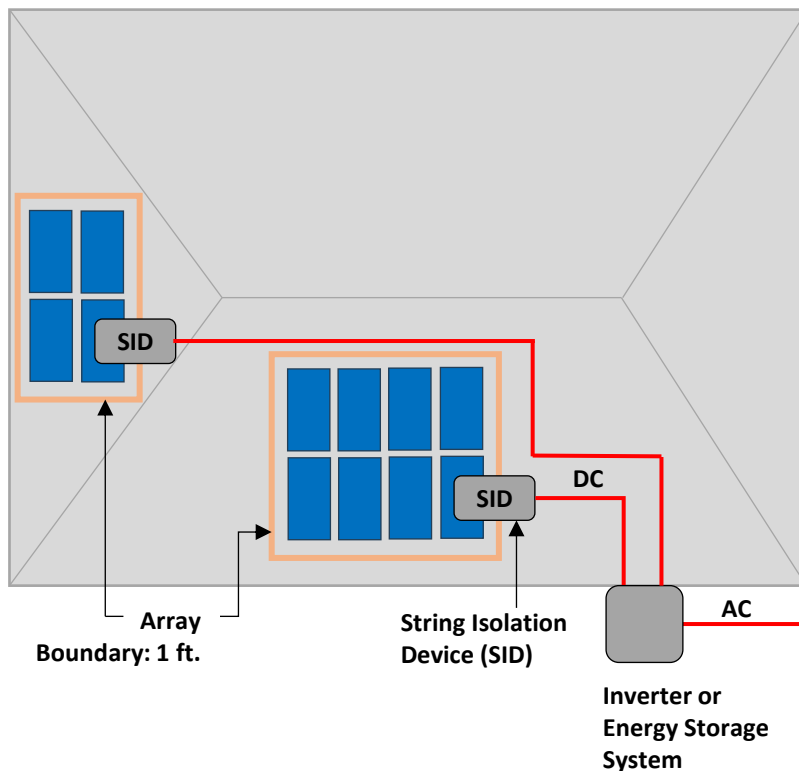 SID
SID
DC
Array
Boundary: 1 ft.
String Isolation
Device (SID)
AC
Inverter or
Energy Storage
System